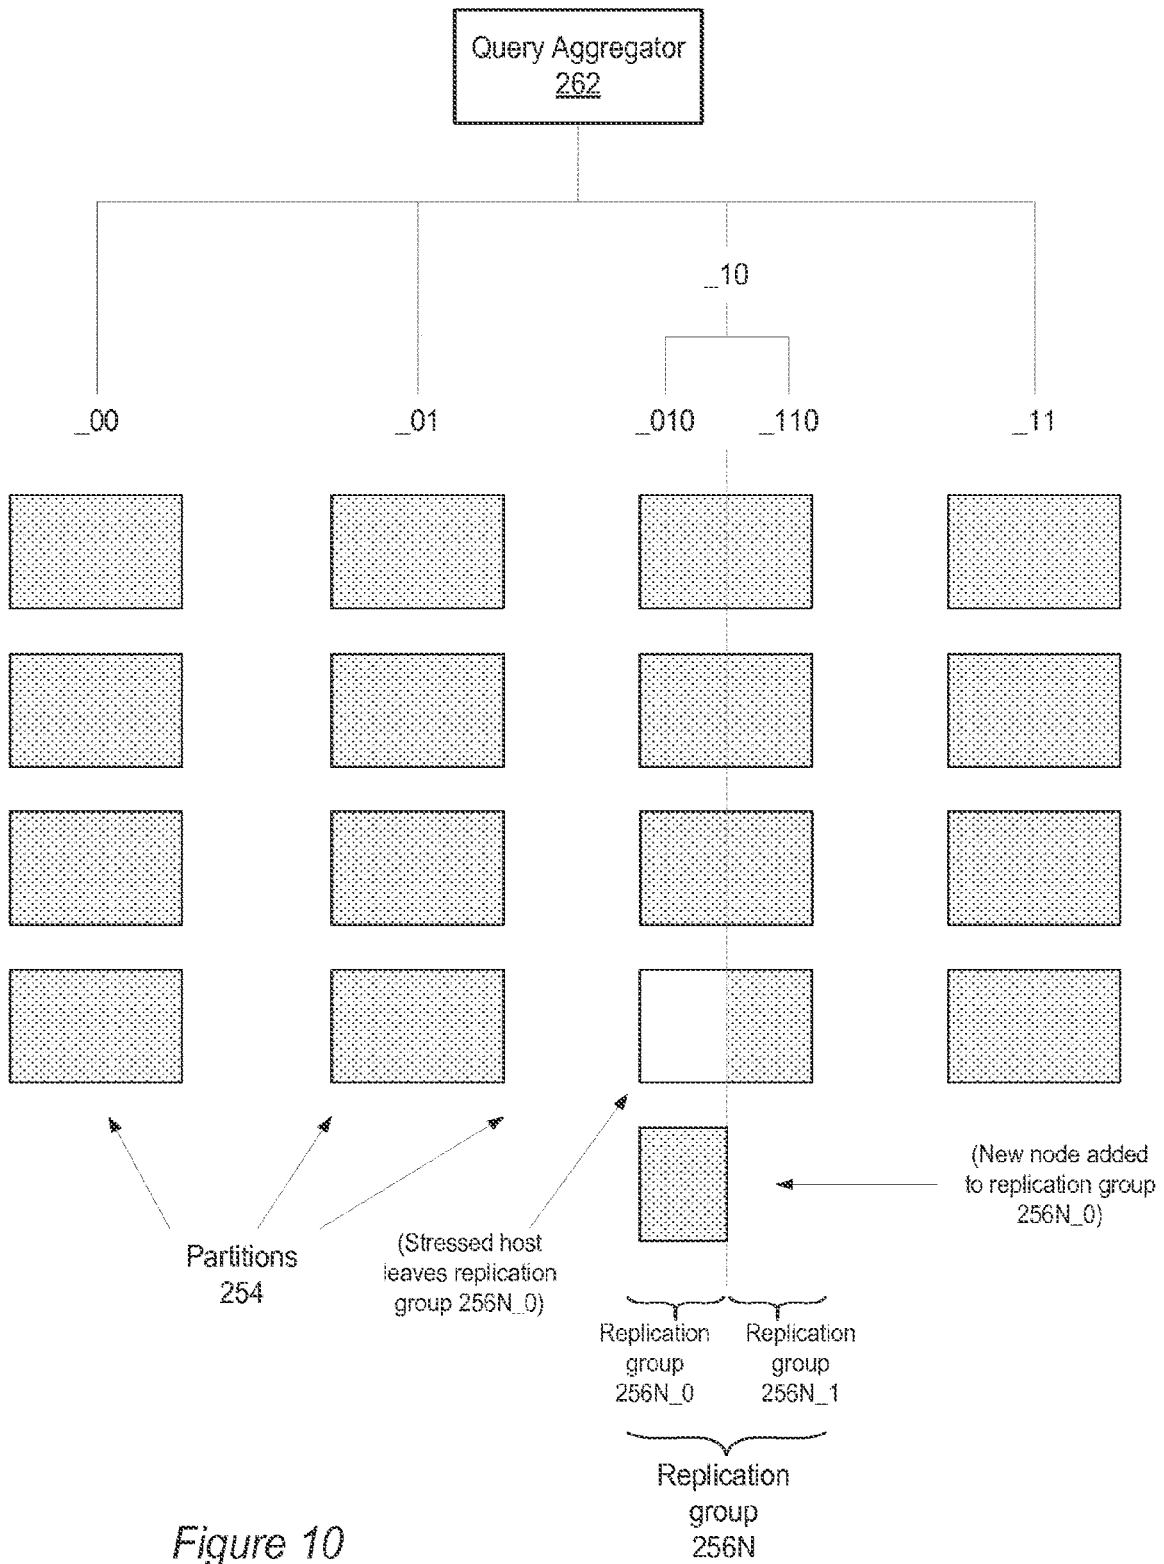 Query Aggregator
262
_10
_00
_01
_010
_110
_11
(New node added
to replication group
256N_0)
Partitions
254
(Stressed host
leaves replication
group 256N_0)
Replication
group
256N_0
Replication
group
256N_1
Replication
group
256N
Figure 10